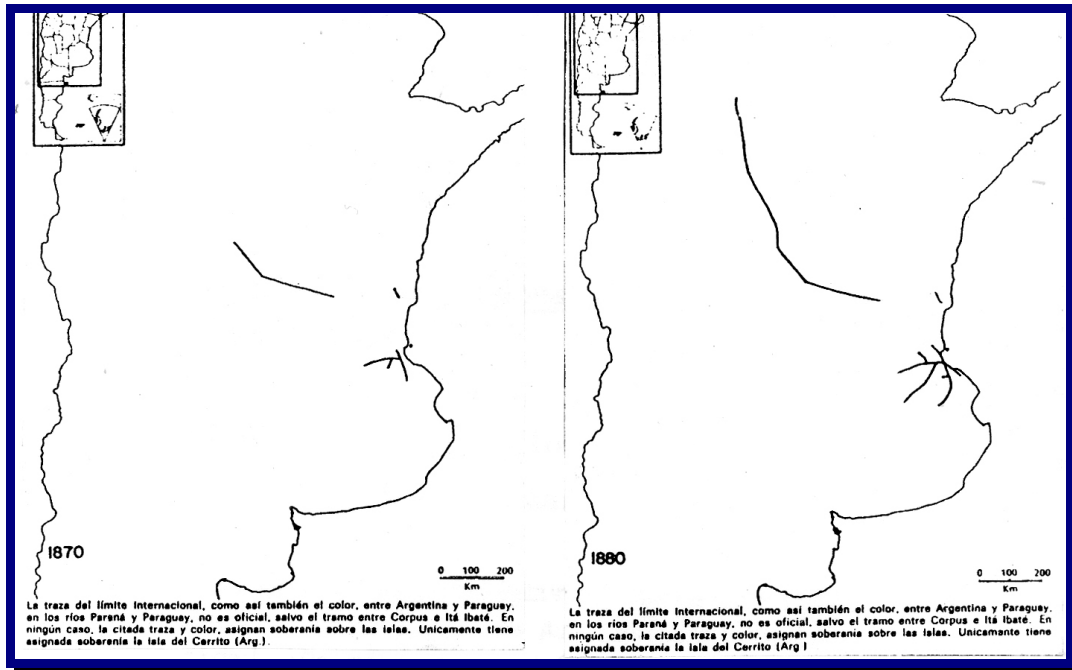 1870
0 100 200
Km
La traza del límite Internacional, como así también el color, entre Argentina y Paraguay,
en los ríos Paraná y Paraguay, no es oficial, salvo el tramo entre Corpus e Itá Ibaté. En
ningún caso, la citada traza y color, asignan soberanía sobre las islas. Unicamente tiene
asignada soberanía la isla del Cerrito (Arg.).
1880
0 100 200
Km
La traza del límite Internacional, como así también el color, entre Argentina y Paraguay,
en los ríos Paraná y Paraguay, no es oficial, salvo el tramo entre Corpus e Itá Ibaté. En
ningún caso, la citada traza y color, asignan soberanía sobre las islas. Unicamente tiene
asignada soberanía la isla del Cerrito (Arg